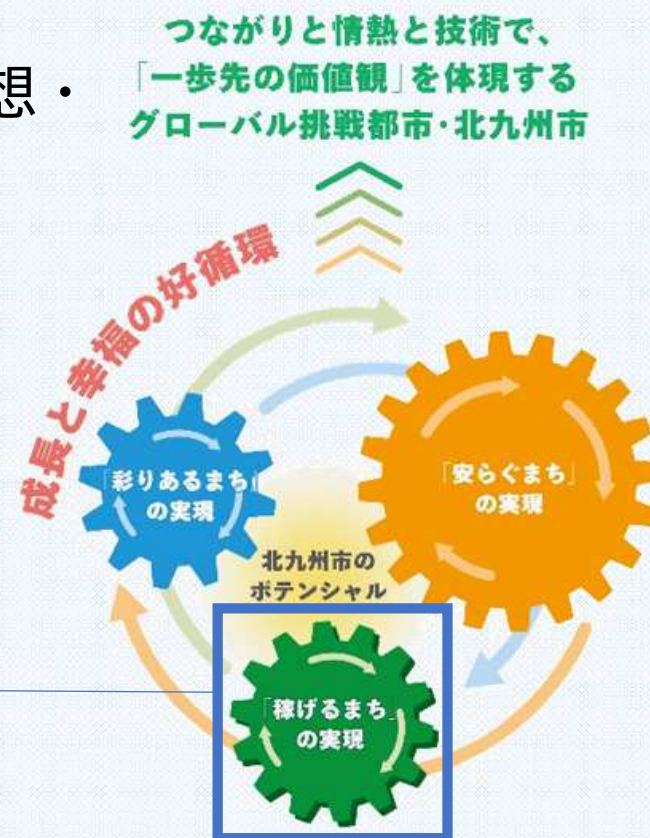 つながりと情熱と技術で、
「一歩先の価値観」を体現する
グローバル挑戦都市・北九州市
想・
成長と幸福の好循環
「彩りあるまち」
の実現
「安らぐまち」
の実現
北九州市の
ポテンシャル
「稼げるまち」
の実現